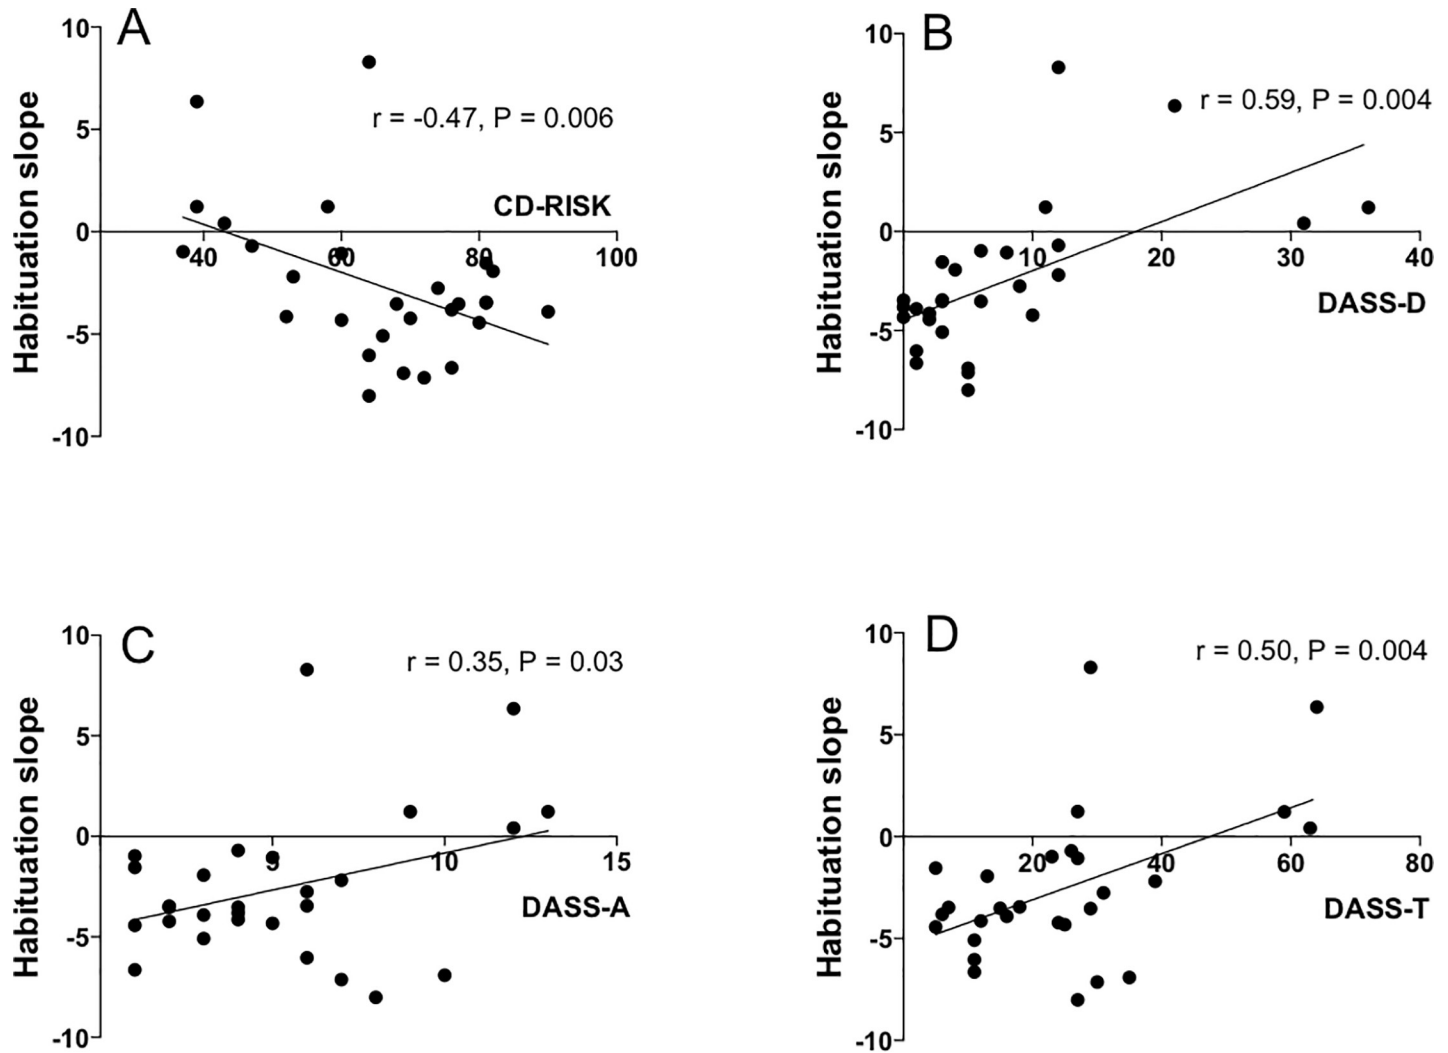 A
10
5
0
-5
-10
Habituation slope
r = -0.47, P = 0.006
CD-RISK
40
60
80
100
B
10
5
0
-5
-10
Habituation slope
r = 0.59, P = 0.004
10
20
30
40
DASS-D
C
10
5
0
-5
-10
Habituation slope
r = 0.35, P = 0.03
5
10
15
DASS-A
D
10
5
0
-5
-10
Habituation slope
r = 0.50, P = 0.004
20
40
60
80
DASS-T